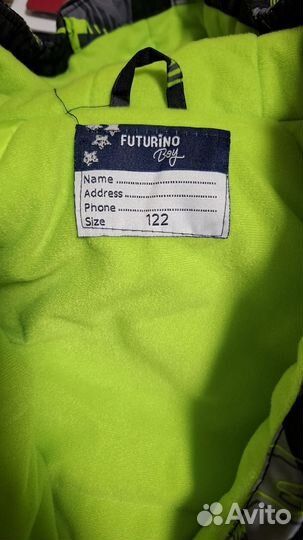 FUTURiNO
Boy
Name
Address
Phone
Size 122
Avito